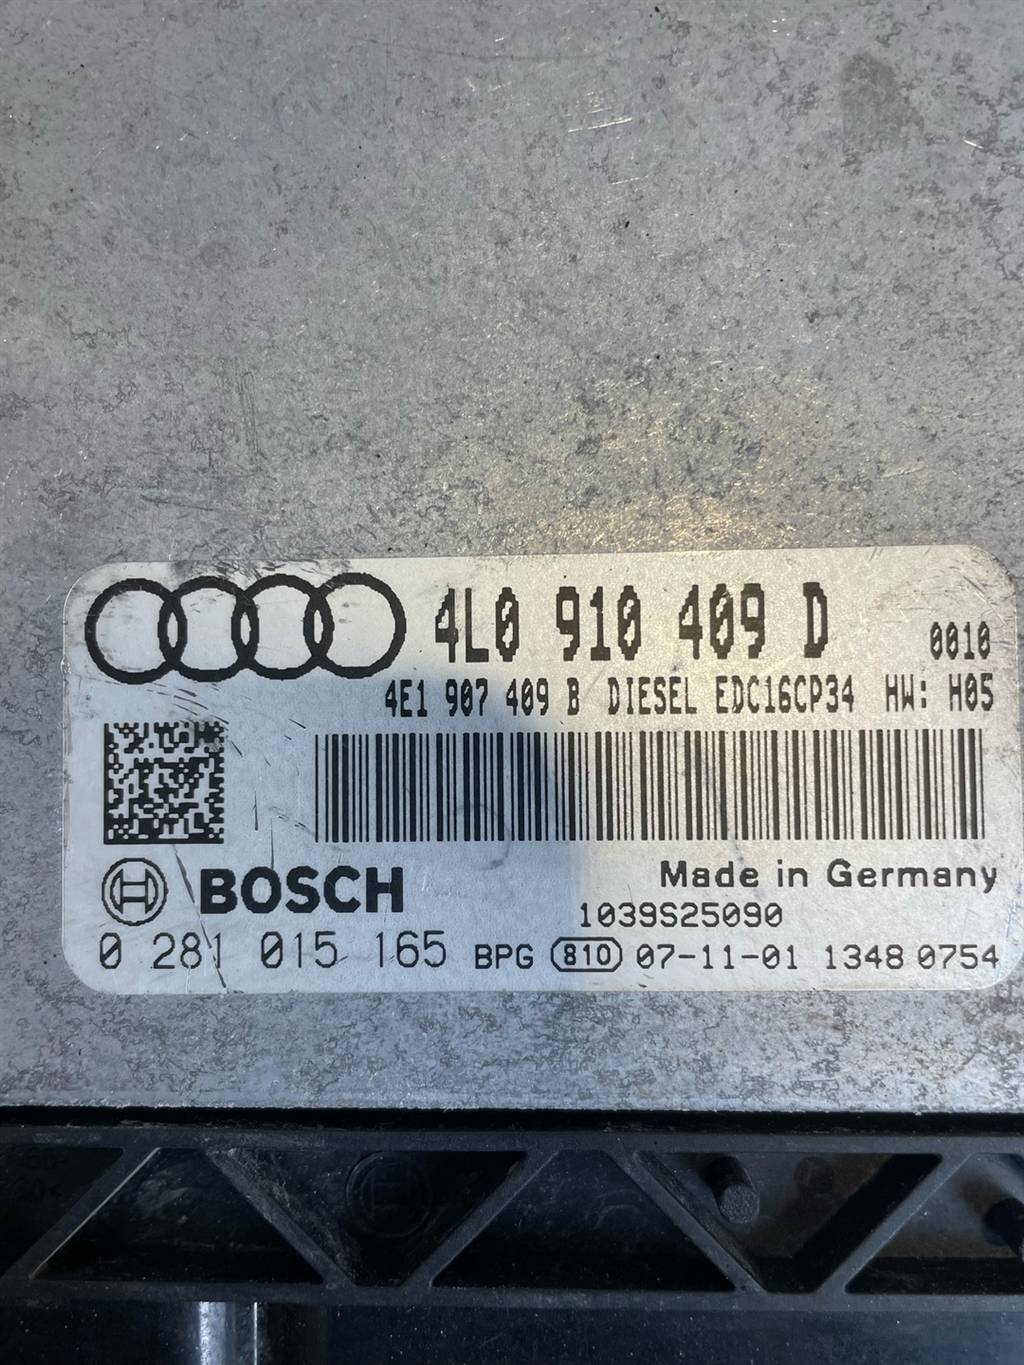 4L0 910 409 D 0010
4E1 907 409 B DIESEL EDC16CP34 HW: H05
BOSCH
Made in Germany
1039S25090
0 281 015 165 BPG 810 07-11-01 1348 0754